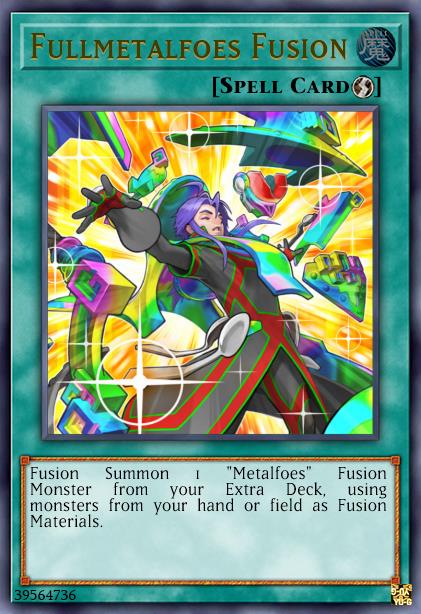 Fullmetalfoes Fusion
魔
[Spell Card]
Fusion Summon 1 "Metalfoes" Fusion
Monster from your Extra Deck, using
monsters from your hand or field as Fusion
Materials.
39564736